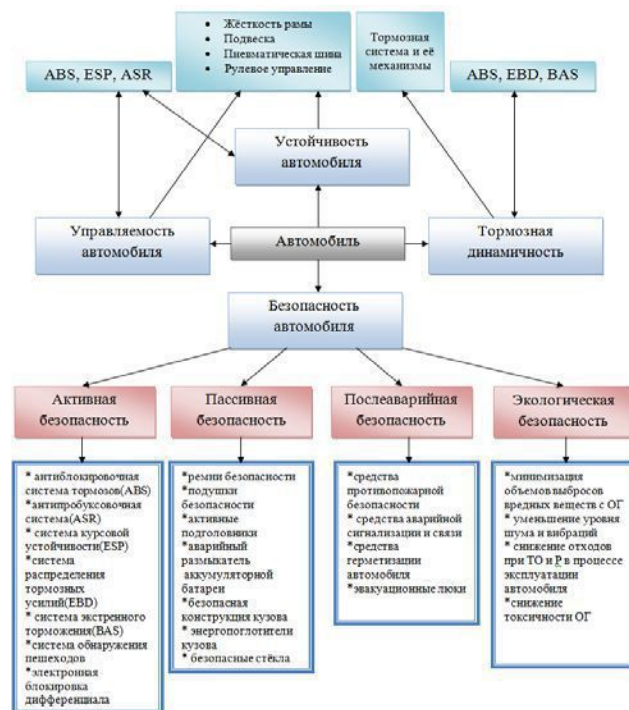 • Жёсткость рамы
• Подвеска
• Пневматическая шина
• Рулевое управление
Тормозная
система и её
механизмы
ABS, ESP, ASR
ABS, EBD, BAS
Устойчивость
автомобиля
Управляемость
автомобиля
Автомобиль
Тормозная
динамичность
Безопасность
автомобиля
Активная
безопасность
Пассивная
безопасность
Послеаварийная
безопасность
Экологическая
безопасность
* антиблокировочная
система тормозов(ABS)
*антипробуксовочная
система(ASR)
* система курсовой
устойчивости(ESP)
*система
распределения
тормозных
усилий(EBD)
* система экстренного
торможения(BAS)
*система обнаружения
пешеходов
*электронная
блокировка
дифференциала
*ремни безопасности
*подушки
безопасности
*активные
подголовники
*аварийный
размыкатель
аккумуляторной
батареи
*безопасная
конструкция кузова
* энергопоглотители
кузова
* безопасные стёкла
*средства
противопожарной
безопасности
* средства аварийной
сигнализации и связи
*средства
герметизации
автомобиля
*эвакуационные люки
*минимизация
объемов выбросов
вредных веществ с ОГ
* уменьшение уровня
шума и вибраций
* снижение отходов
при ТО и Р в процессе
эксплуатации
автомобиля
*снижение
токсичности ОГ